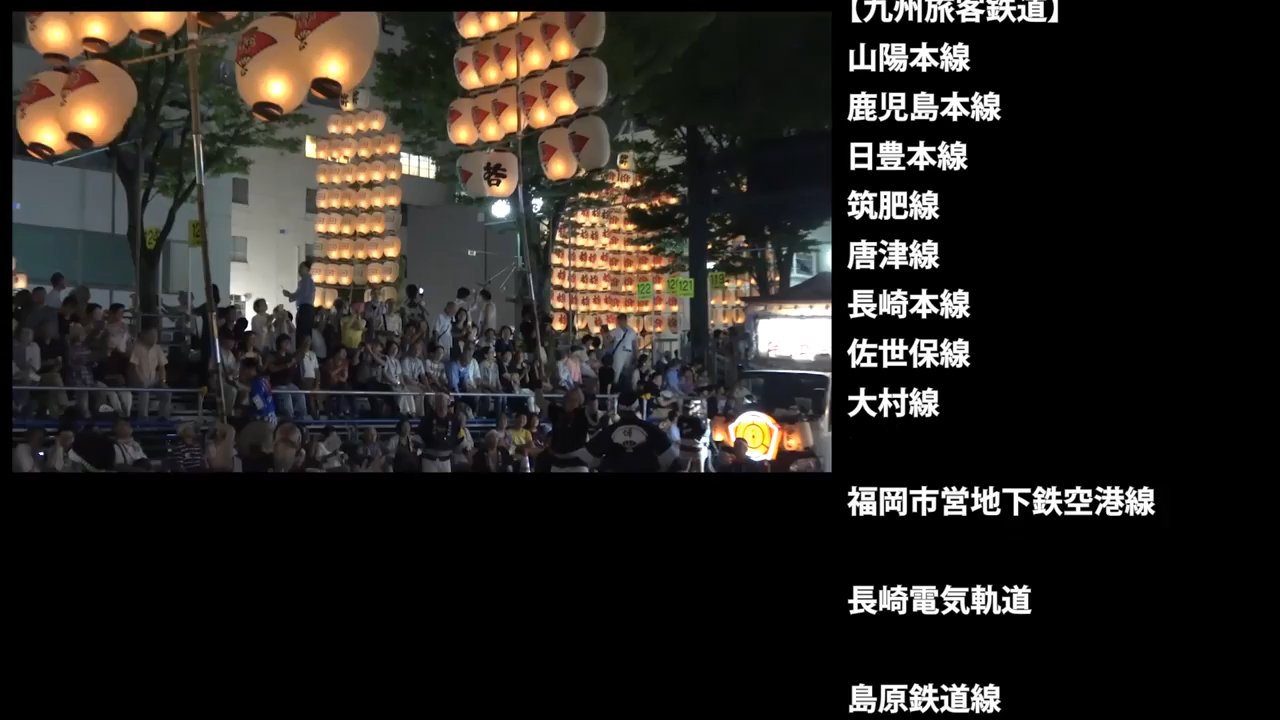 【九州旅客鉄道】
山陽本線
鹿児島本線
日豊本線
筑肥線
唐津線
長崎本線
佐世保線
大村線
福岡市営地下鉄空港線
長崎電気軌道
島原鉄道線
122
121
119